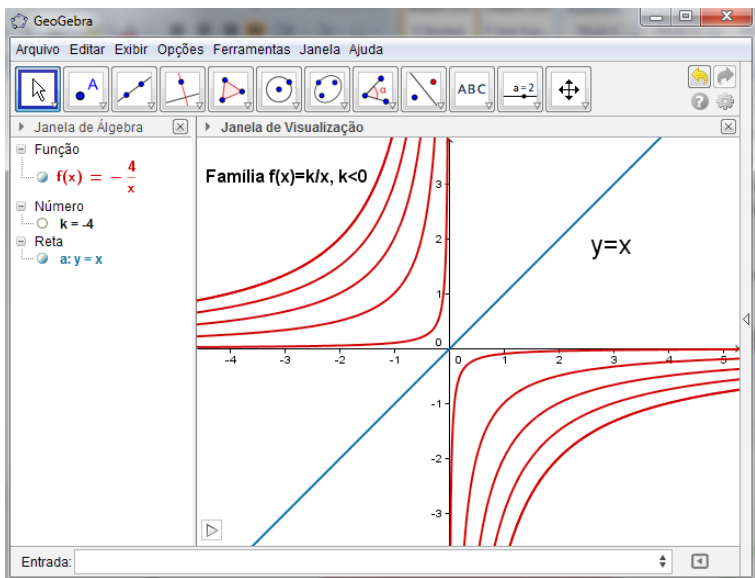 GeoGebra
Arquivo Editar Exibir Opções Ferramentas Janela Ajuda
A α ABC a=2
Janela de Álgebra
Função
f(x) = − 4/x
Número
k = -4
Reta
a: y = x
Janela de Visualização
Família f(x)=k/x, k<0
y=x
3
2
1
0
-4 -3 -2 -1 0 1 2 3 4 5
-1
-2
-3
Entrada: